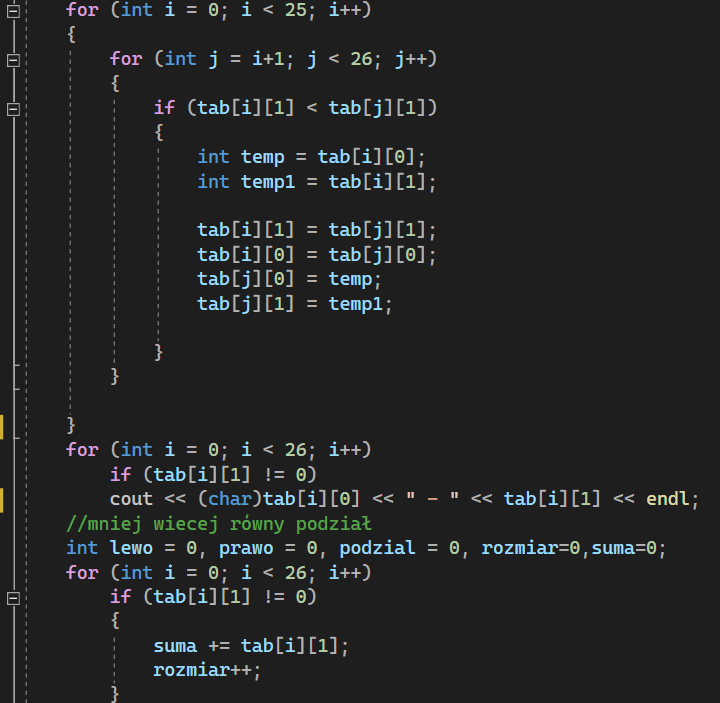 for (int i = 0; i < 25; i++)
{
for (int j = i+1; j < 26; j++)
{
if (tab[i][1] < tab[j][1])
{
int temp = tab[i][0];
int temp1 = tab[i][1];
tab[i][1] = tab[j][1];
tab[i][0] = tab[j][0];
tab[j][0] = temp;
tab[j][1] = temp1;
}
}
}
for (int i = 0; i < 26; i++)
if (tab[i][1] != 0)
cout << (char)tab[i][0] << " - " << tab[i][1] << endl;
//mniej wiecej równy podział
int lewo = 0, prawo = 0, podzial = 0, rozmiar=0,suma=0;
for (int i = 0; i < 26; i++)
if (tab[i][1] != 0)
{
suma += tab[i][1];
rozmiar++;
}